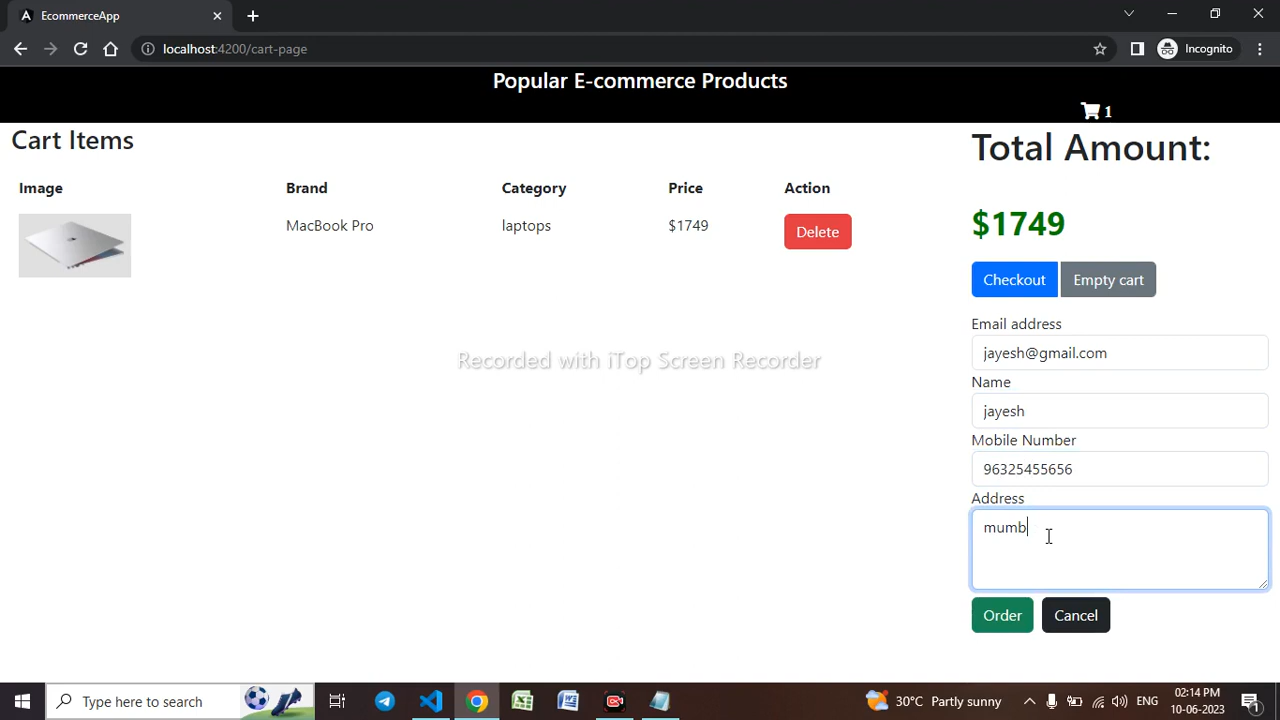 EcommerceApp
localhost:4200/cart-page
Incognito
Popular E-commerce Products
1
Cart Items
Image Brand Category Price Action
MacBook Pro laptops $1749 Delete
Total Amount:
$1749
Checkout Empty cart
Email address
jayesh@gmail.com
Name
jayesh
Mobile Number
96325455656
Address
mumb
Order Cancel
Recorded with iTop Screen Recorder
Type here to search
30°C Partly sunny
ENG
02:14 PM
10-06-2023
1